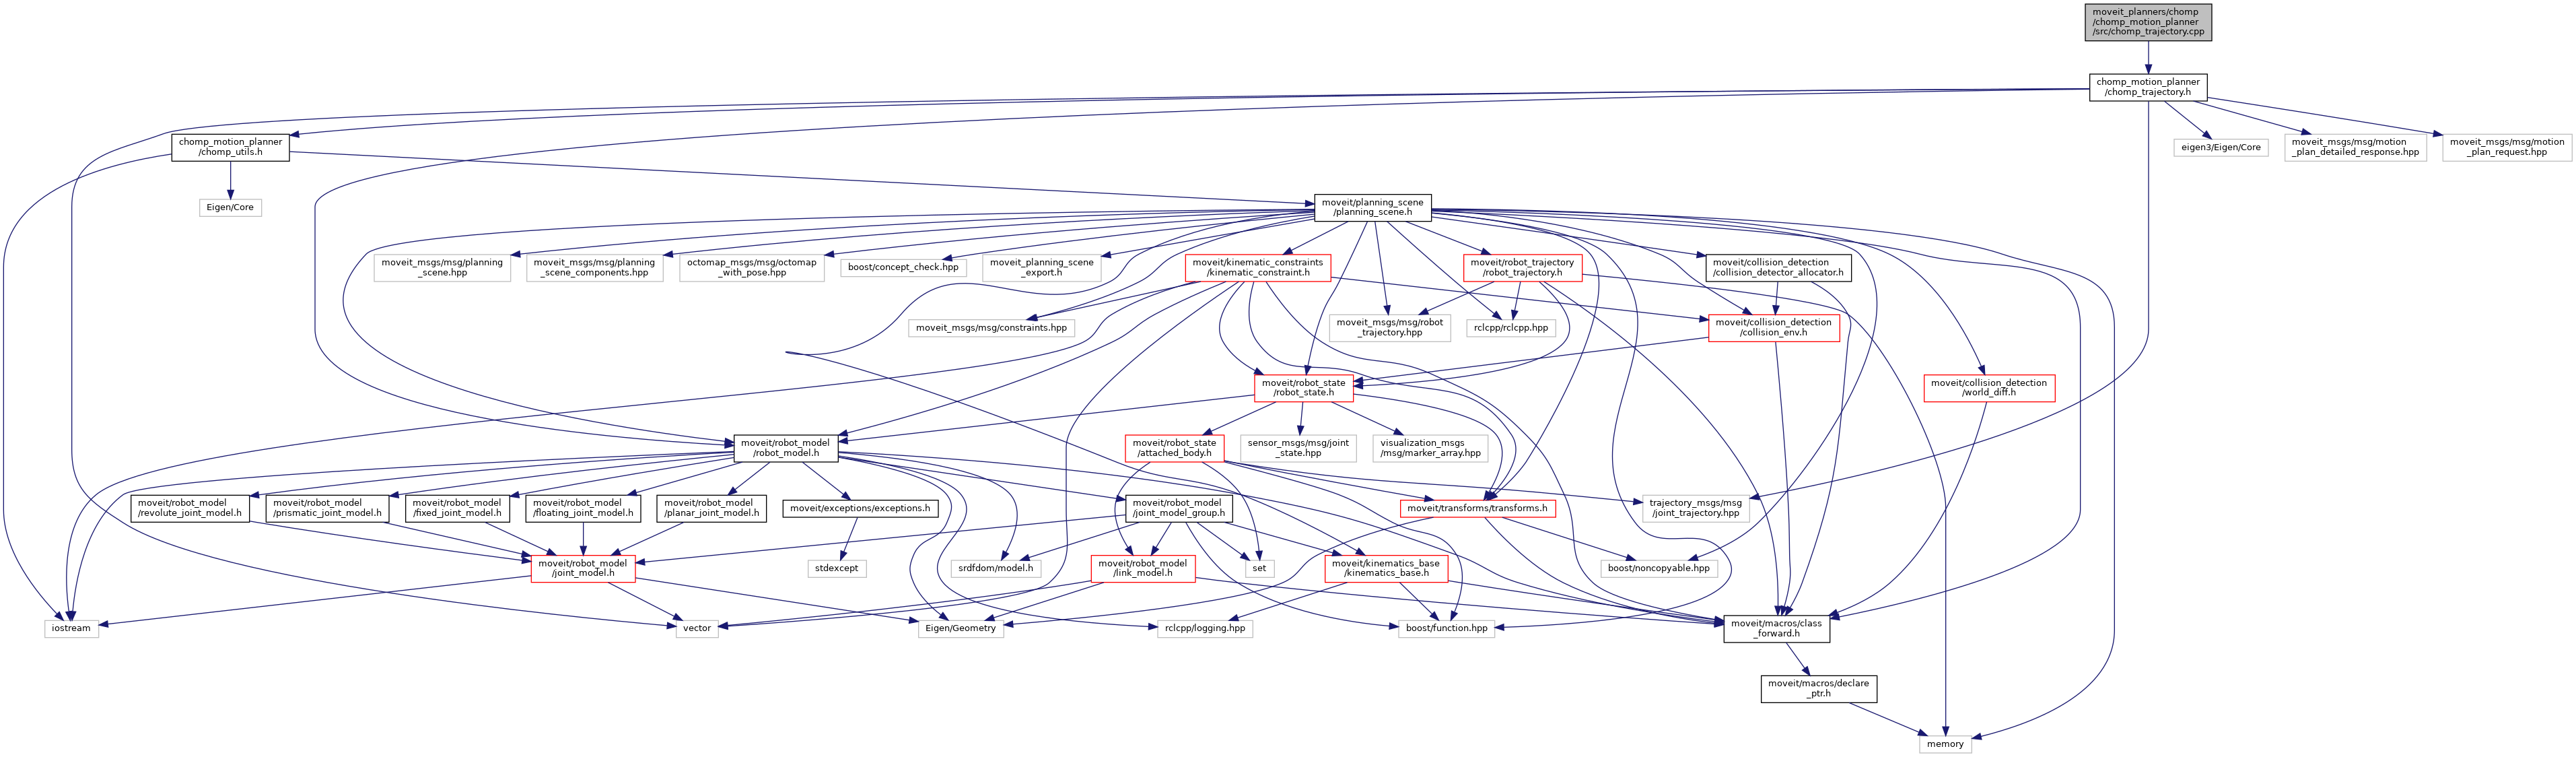 moveit_planners/chomp
/chomp_motion_planner
/src/chomp_trajectory.cpp
chomp_motion_planner
/chomp_trajectory.h
chomp_motion_planner
/chomp_utils.h
eigen3/Eigen/Core
moveit_msgs/msg/motion
_plan_detailed_response.hpp
moveit_msgs/msg/motion
_plan_request.hpp
Eigen/Core
moveit/planning_scene
/planning_scene.h
moveit_msgs/msg/planning
_scene.hpp
moveit_msgs/msg/planning
_scene_components.hpp
octomap_msgs/msg/octomap
_with_pose.hpp
boost/concept_check.hpp
moveit_planning_scene
_export.h
moveit/kinematic_constraints
/kinematic_constraint.h
moveit/robot_trajectory
/robot_trajectory.h
moveit/collision_detection
/collision_detector_allocator.h
moveit_msgs/msg/constraints.hpp
moveit_msgs/msg/robot
_trajectory.hpp
rclcpp/rclcpp.hpp
moveit/collision_detection
/collision_env.h
moveit/robot_state
/robot_state.h
moveit/collision_detection
/world_diff.h
moveit/robot_model
/robot_model.h
moveit/robot_state
/attached_body.h
sensor_msgs/msg/joint
_state.hpp
visualization_msgs
/msg/marker_array.hpp
moveit/robot_model
/revolute_joint_model.h
moveit/robot_model
/prismatic_joint_model.h
moveit/robot_model
/fixed_joint_model.h
moveit/robot_model
/floating_joint_model.h
moveit/robot_model
/planar_joint_model.h
moveit/exceptions/exceptions.h
moveit/robot_model
/joint_model_group.h
moveit/transforms/transforms.h
trajectory_msgs/msg
/joint_trajectory.hpp
moveit/robot_model
/joint_model.h
stdexcept
srdfdom/model.h
moveit/robot_model
/link_model.h
set
moveit/kinematics_base
/kinematics_base.h
boost/noncopyable.hpp
iostream
vector
Eigen/Geometry
rclcpp/logging.hpp
boost/function.hpp
moveit/macros/class
_forward.h
moveit/macros/declare
_ptr.h
memory